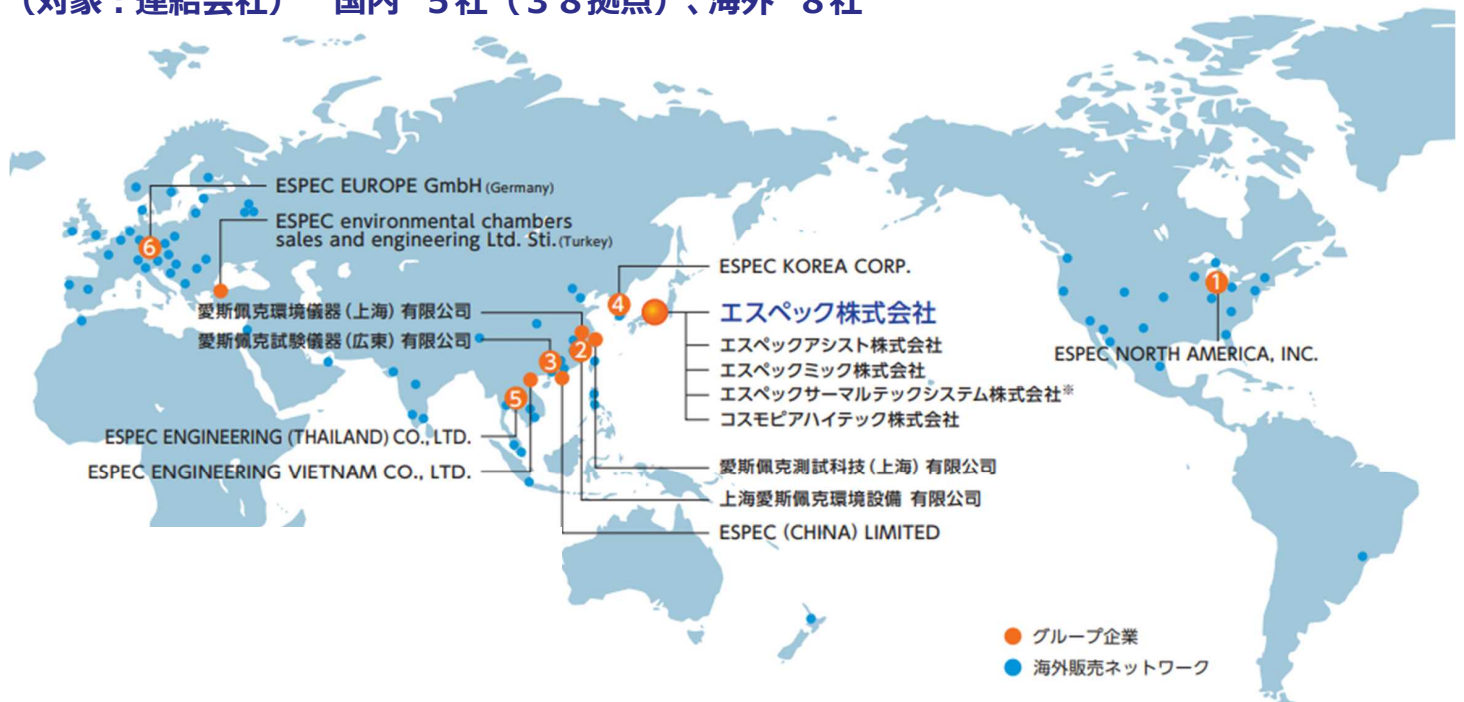 （対象：連結会社） 国内 5社（38拠点）、海外 8社
ESPEC EUROPE GmbH (Germany)
ESPEC environmental chambers
sales and engineering Ltd. Sti. (Turkey)
6
愛斯佩克環境儀器（上海）有限公司
愛斯佩克試験儀器（広東）有限公司
ESPEC KOREA CORP.
4
エスペック株式会社
エスペックアシスト株式会社
エスペックミック株式会社
エスペックサーマルテックシステム株式会社※
コスモピアハイテック株式会社
1
ESPEC NORTH AMERICA, INC.
2
3
5
ESPEC ENGINEERING (THAILAND) CO., LTD.
ESPEC ENGINEERING VIETNAM CO., LTD.
愛斯佩克測試科技（上海）有限公司
上海愛斯佩克環境設備 有限公司
ESPEC (CHINA) LIMITED
グループ企業
海外販売ネットワーク